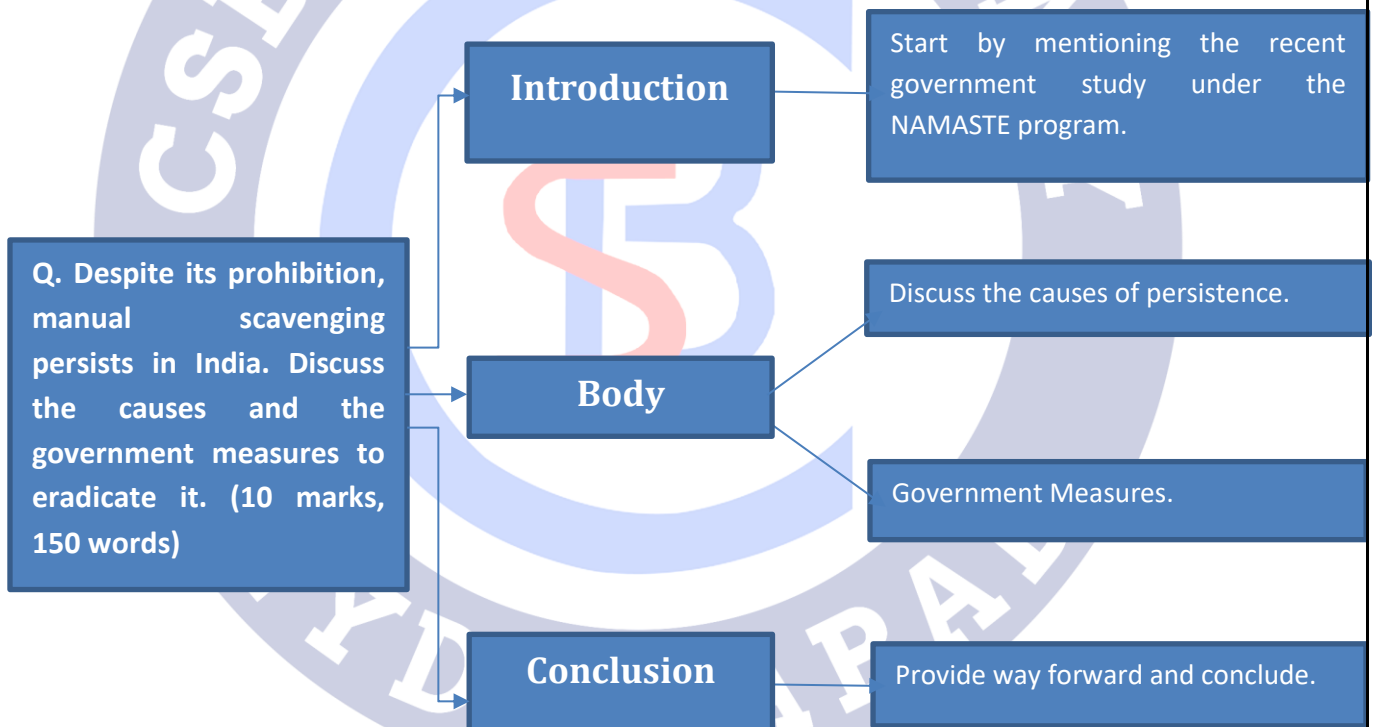 Q. Despite its prohibition,
manual scavenging
persists in India. Discuss
the causes and the
government measures to
eradicate it. (10 marks,
150 words)
Introduction
Start by mentioning the recent
government study under the
NAMASTE program.
Body
Discuss the causes of persistence.
Government Measures.
Conclusion
Provide way forward and conclude.